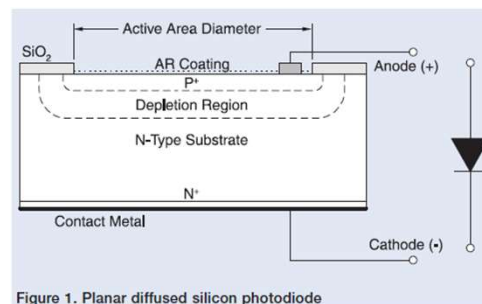 Active Area Diameter
SiO2
AR Coating
Anode (+)
P+
Depletion Region
N-Type Substrate
N+
Contact Metal
Cathode (-)
Figure 1. Planar diffused silicon photodiode